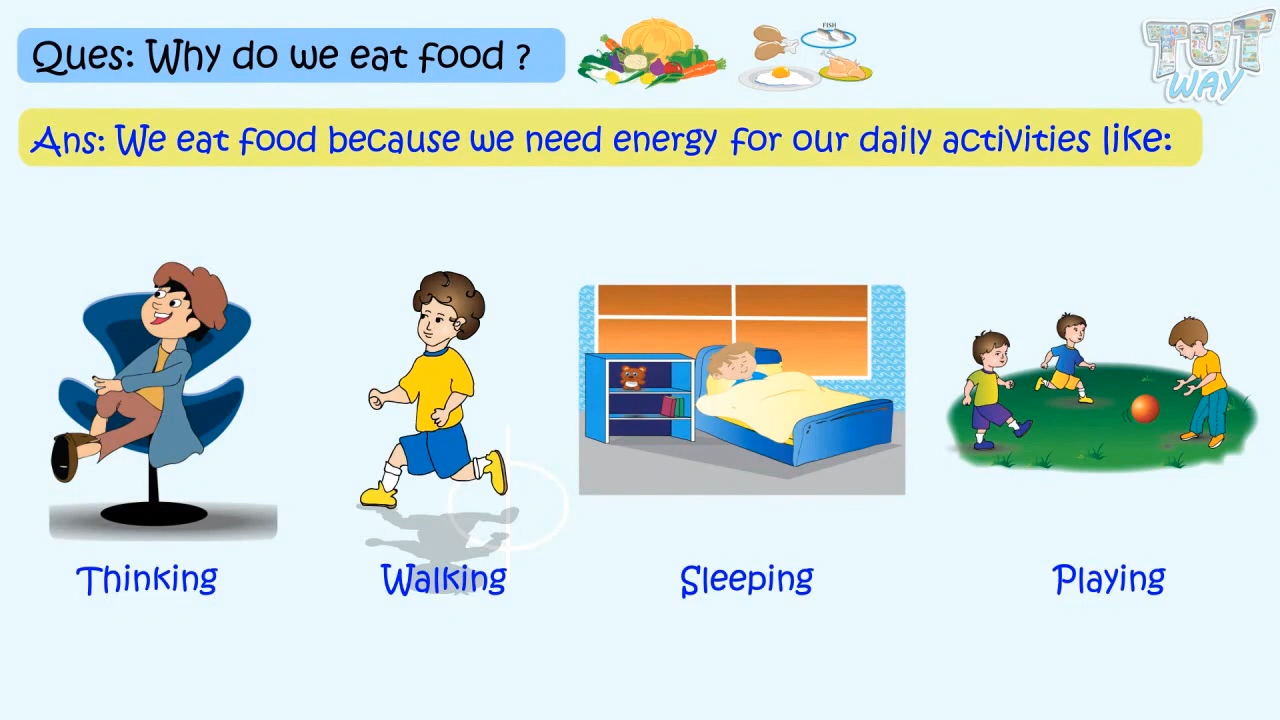 Ques: Why do we eat food ?
FISH
TUT
WAY
Ans: We eat food because we need energy for our daily activities like:
Thinking
Walking
Sleeping
Playing